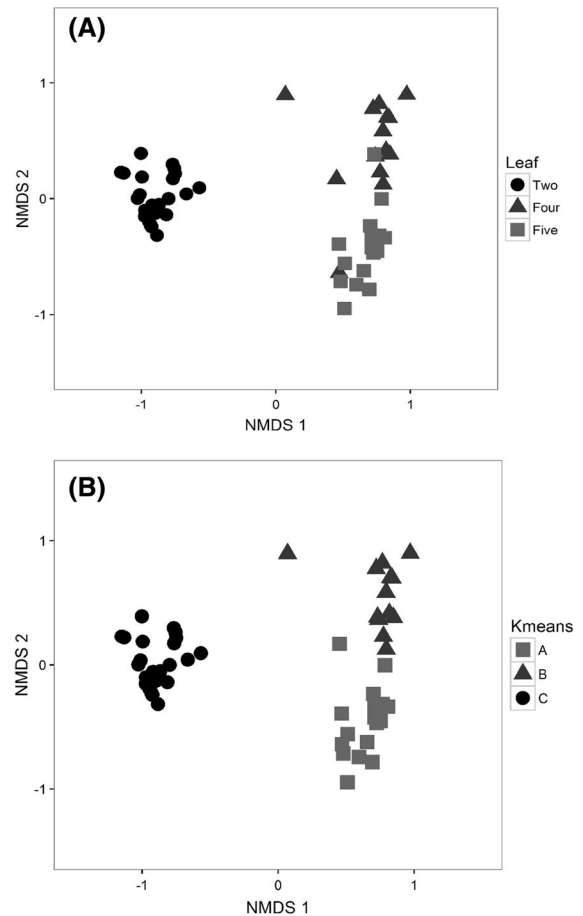 (A)
1
0
-1
NMDS 2
-1
0
1
NMDS 1
Leaf
Two
Four
Five
(B)
1
0
-1
NMDS 2
-1
0
1
NMDS 1
Kmeans
A
B
C